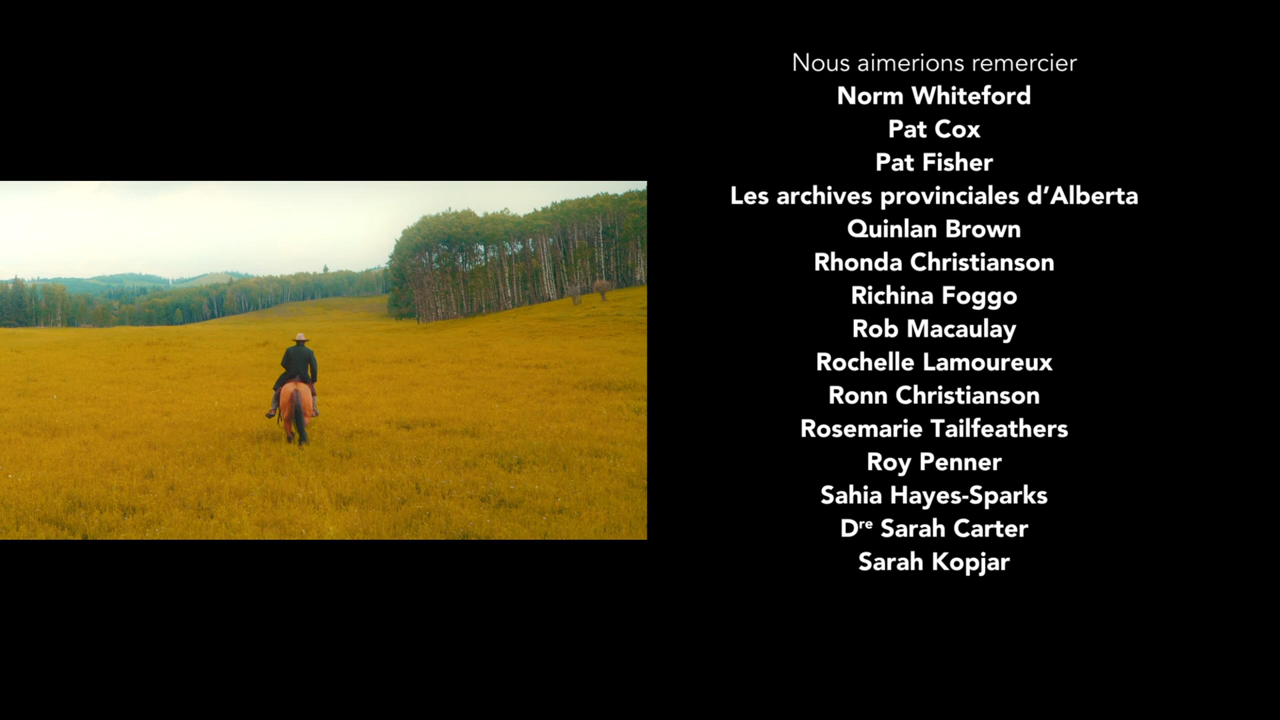 Nous aimerions remercier
Norm Whiteford
Pat Cox
Pat Fisher
Les archives provinciales d’Alberta
Quinlan Brown
Rhonda Christianson
Richina Foggo
Rob Macaulay
Rochelle Lamoureux
Ronn Christianson
Rosemarie Tailfeathers
Roy Penner
Sahia Hayes-Sparks
Dre Sarah Carter
Sarah Kopjar